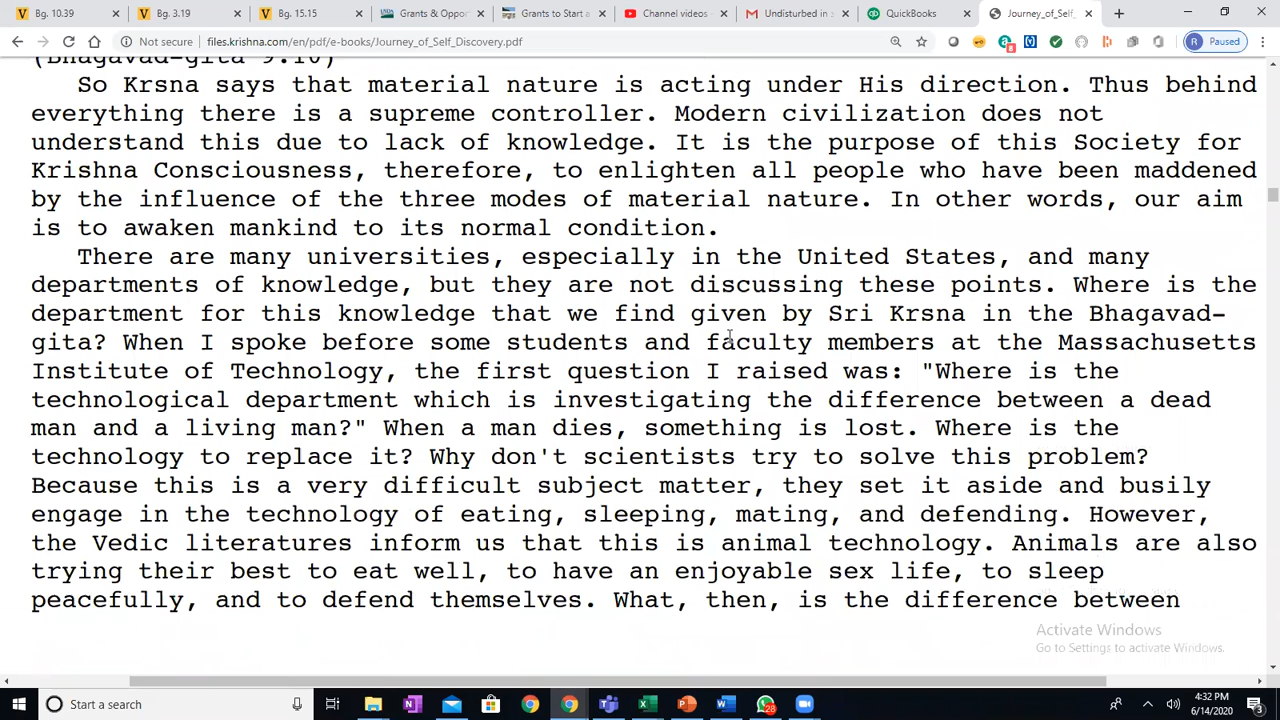 Bg. 10.39
Bg. 3.19
Bg. 15.15
Grants & Oppor
Grants to Start a
Channel videos
Undisturbed in s
QuickBooks
Journey_of_Self_
Not secure
files.krishna.com/en/pdf/e-books/Journey_of_Self_Discovery.pdf
8
R
Paused
(Bhagavad-gita 9.10)
So Krsna says that material nature is acting under His direction. Thus behind
everything there is a supreme controller. Modern civilization does not
understand this due to lack of knowledge. It is the purpose of this Society for
Krishna Consciousness, therefore, to enlighten all people who have been maddened
by the influence of the three modes of material nature. In other words, our aim
is to awaken mankind to its normal condition.
There are many universities, especially in the United States, and many
departments of knowledge, but they are not discussing these points. Where is the
department for this knowledge that we find given by Sri Krsna in the Bhagavad-
gita? When I spoke before some students and faculty members at the Massachusetts
Institute of Technology, the first question I raised was: "Where is the
technological department which is investigating the difference between a dead
man and a living man?" When a man dies, something is lost. Where is the
technology to replace it? Why don't scientists try to solve this problem?
Because this is a very difficult subject matter, they set it aside and busily
engage in the technology of eating, sleeping, mating, and defending. However,
the Vedic literatures inform us that this is animal technology. Animals are also
trying their best to eat well, to have an enjoyable sex life, to sleep
peacefully, and to defend themselves. What, then, is the difference between
Activate Windows
Go to Settings to activate Windows.
Start a search
28
4:32 PM
6/14/2020
3